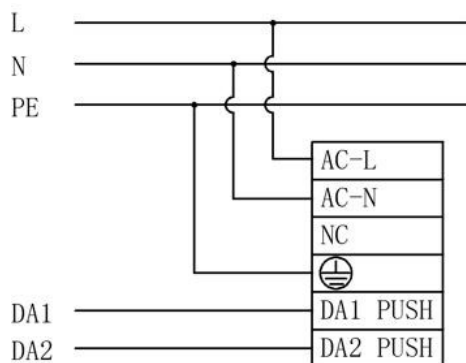 L
N
PE
AC-L
AC-N
NC
DA1 DA1 PUSH
DA2 DA2 PUSH